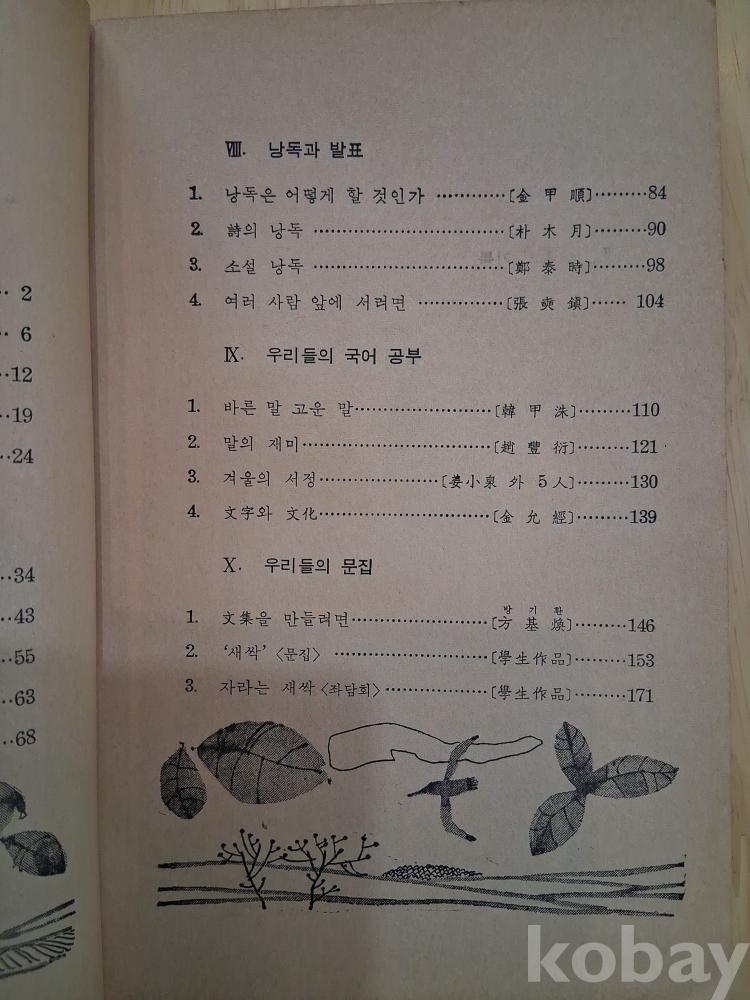 2
6
12
19
24
34
43
55
63
68
Ⅷ. 낭독과 발표
1. 낭독은 어떻게 할 것인가 …………〔金甲順〕………84
2. 詩의 낭독 ……………………………〔朴木月〕………90
3. 소설 낭독 ……………………………〔鄭泰時〕………98
4. 여러 사람 앞에 서려면 ……………〔張奭鎭〕…… 104
Ⅸ. 우리들의 국어 공부
1. 바른 말 고운 말……………………〔韓甲洙〕………110
2. 말의 재미……………………………〔趙豐衍〕………121
3. 겨울의 서정…………………〔姜小泉 外 5人〕………130
4. 文字와 文化…………………………〔金允經〕………139
Ⅹ. 우리들의 문집
방기환
1. 文集을 만들려면……………………〔方基煥〕………146
2. ‘새싹’〈문집〉 ……………………〔學生作品〕………153
3. 자라는 새싹〈좌담회〉………………〔學生作品〕………171
kobay